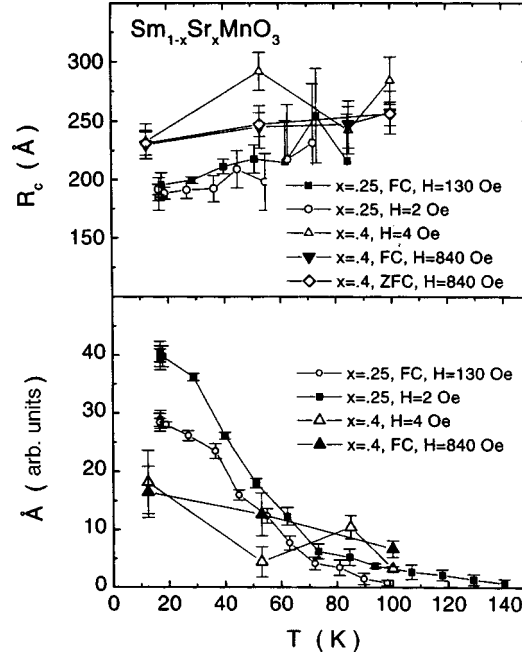 Sm1-xSrxMnO3
300
250
200
150
Rc (Å)
x=.25, FC, H=130 Oe
x=.25, H=2 Oe
x=.4, H=4 Oe
x=.4, FC, H=840 Oe
x=.4, ZFC, H=840 Oe
50
40
30
20
10
0
Å (arb. units)
x=.25, FC, H=130 Oe
x=.25, H=2 Oe
x=.4, H=4 Oe
x=.4, FC, H=840 Oe
0 20 40 60 80 100 120 140
T (K)